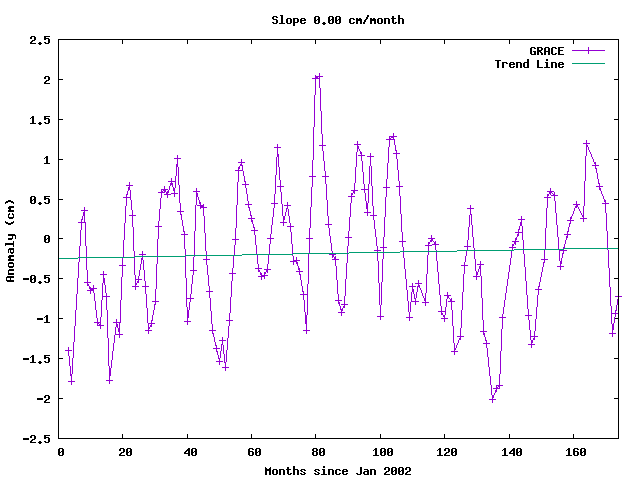 Slope 0.00 cm/month
GRACE
Trend Line
2.5
2
1.5
1
0.5
0
-0.5
-1
-1.5
-2
-2.5
Anomaly (cm)
0 20 40 60 80 100 120 140 160
Months since Jan 2002